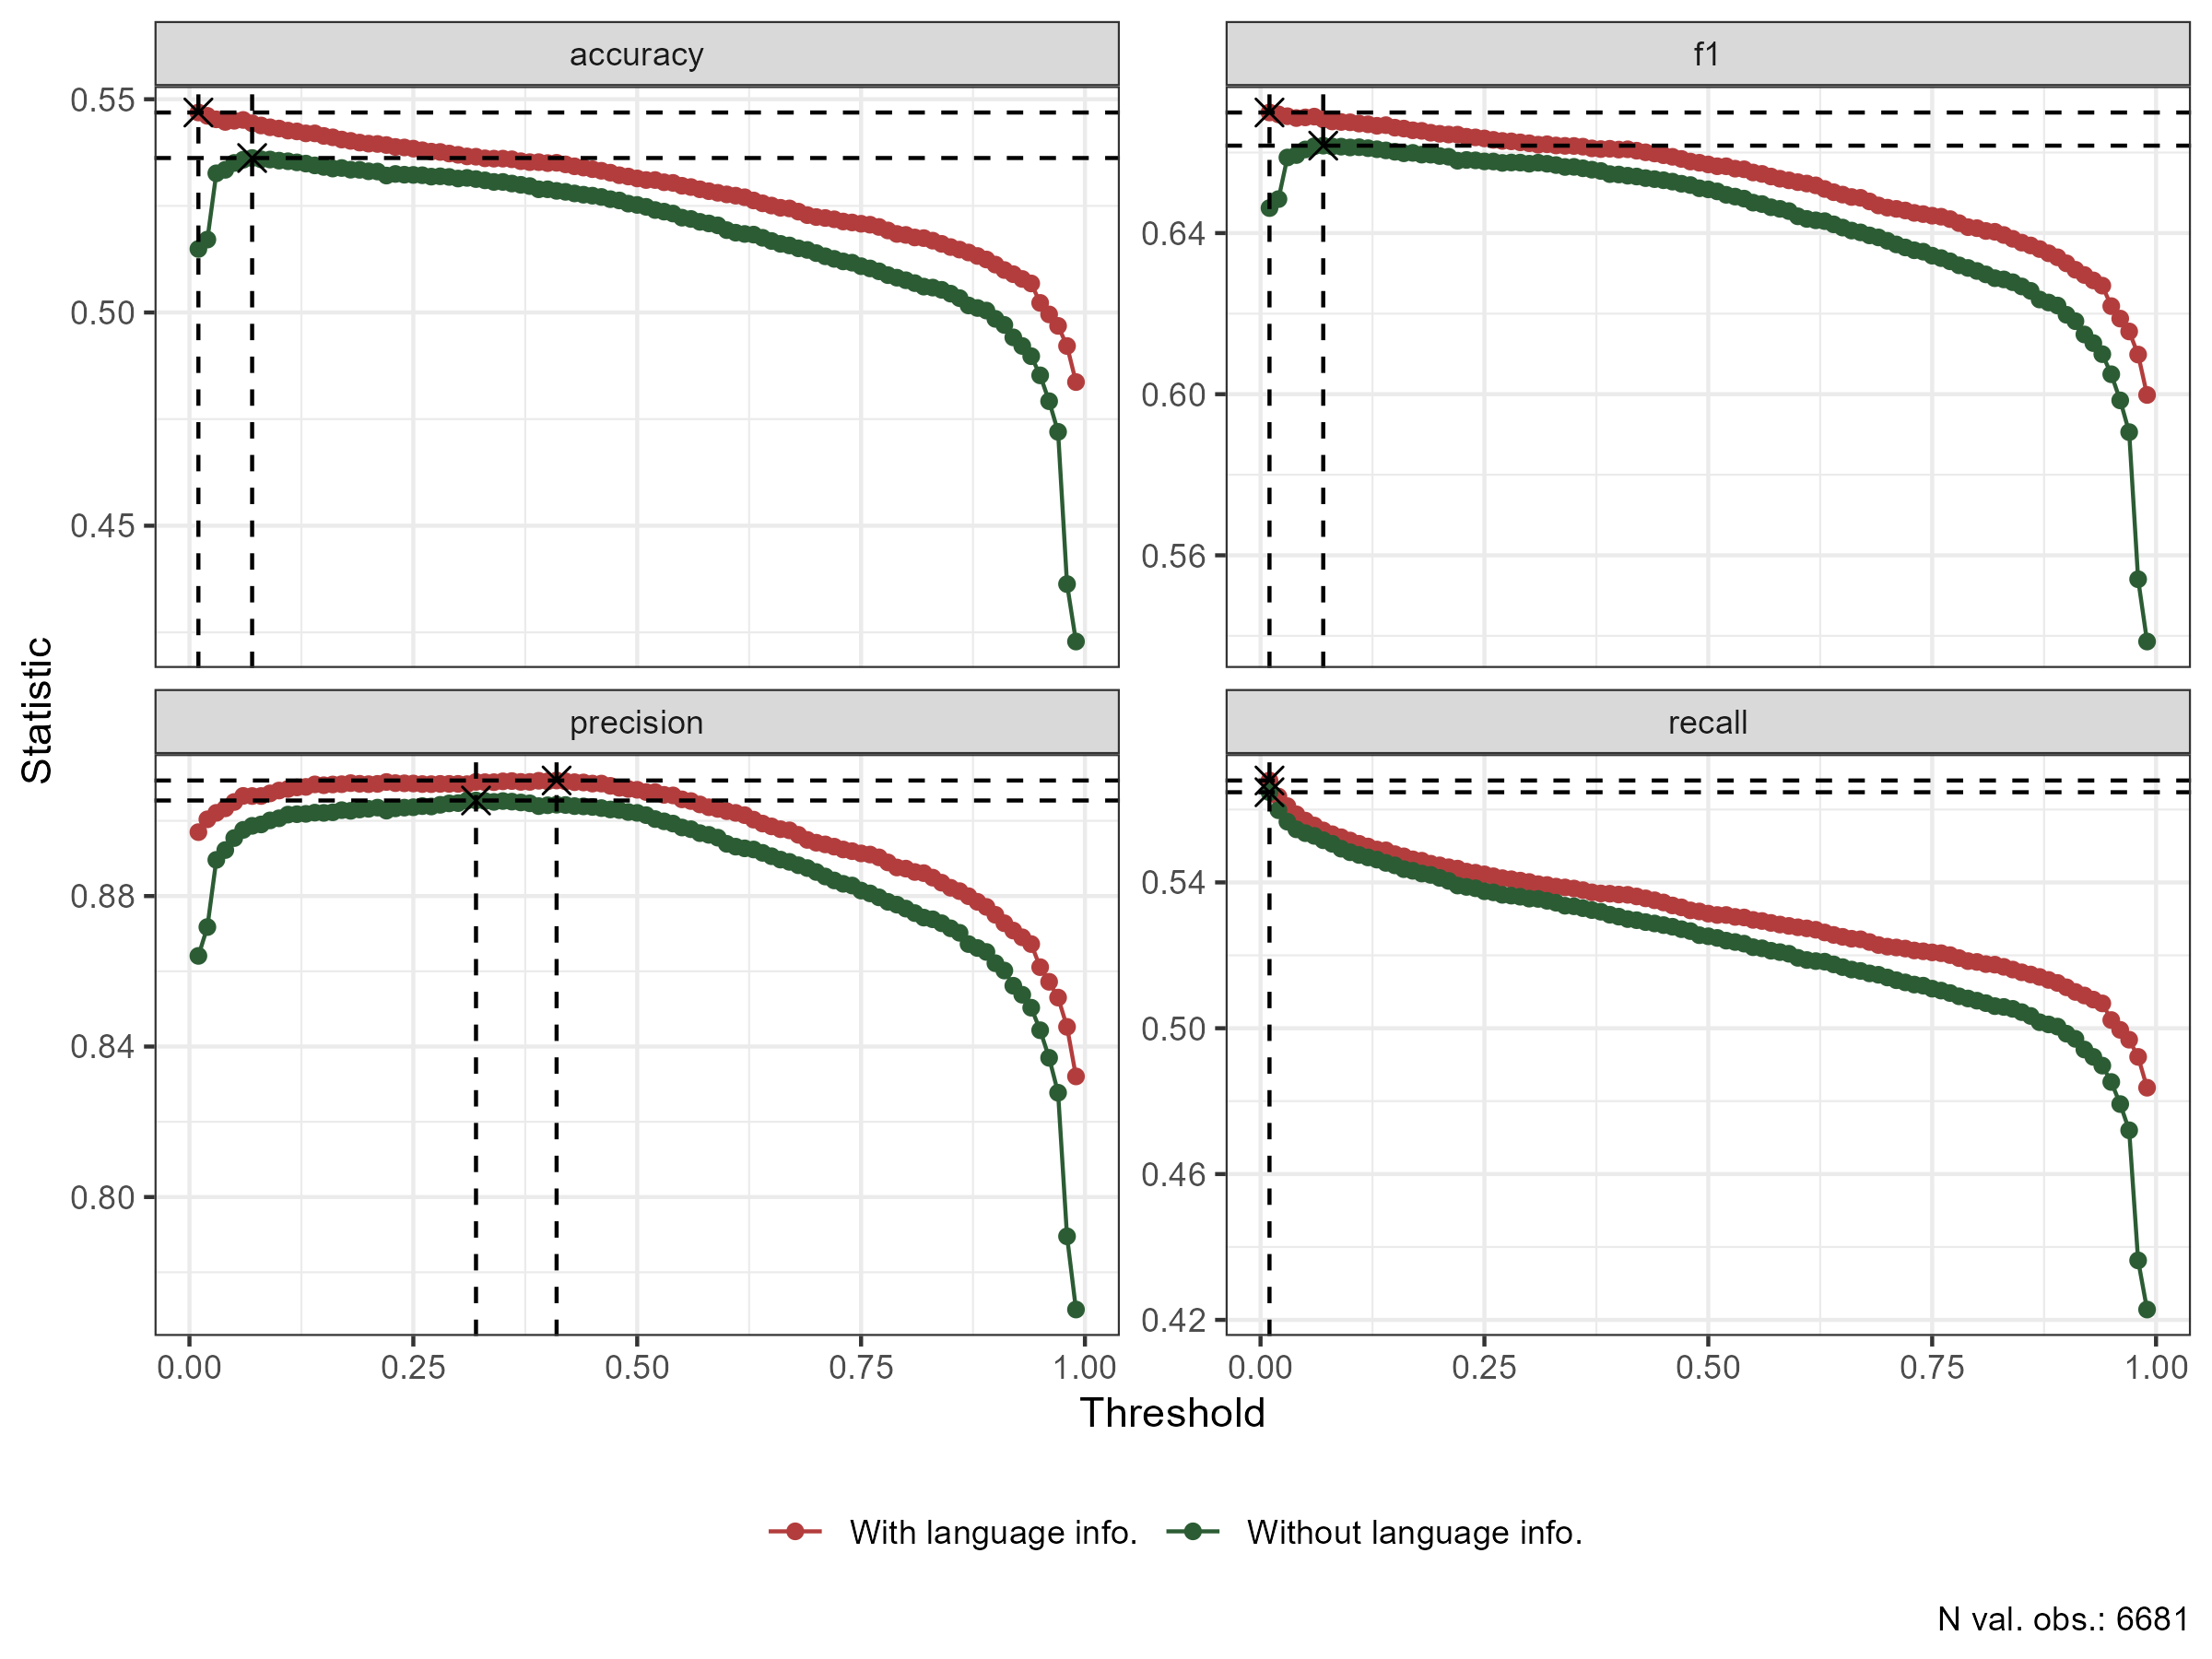 accuracy
f1
0.55
0.50
0.45
0.64
0.60
0.56
Statistic
precision
recall
0.88
0.84
0.80
0.54
0.50
0.46
0.42
0.00 0.25 0.50 0.75 1.00
0.00 0.25 0.50 0.75 1.00
Threshold
With language info. Without language info.
N val. obs.: 6681